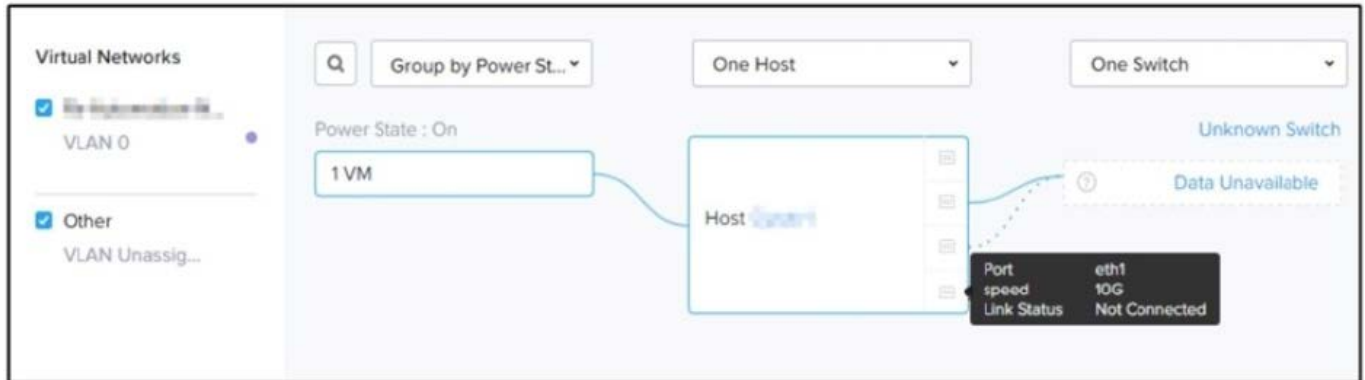 Virtual Networks
VLAN 0
Other
VLAN Unassig...
Group by Power St...
One Host
One Switch
Power State : On
1 VM
Host
Unknown Switch
? Data Unavailable
Port eth1
speed 10G
Link Status Not Connected